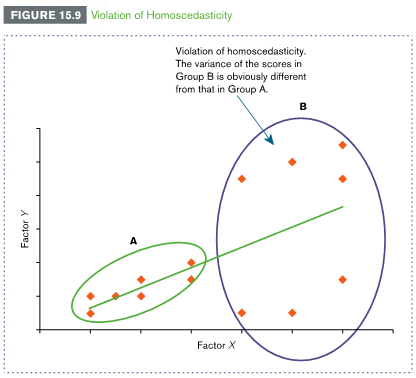 FIGURE 15.9 Violation of Homoscedasticity
Violation of homoscedasticity.
The variance of the scores in
Group B is obviously different
from that in Group A.
B
A
Factor Y
Factor X